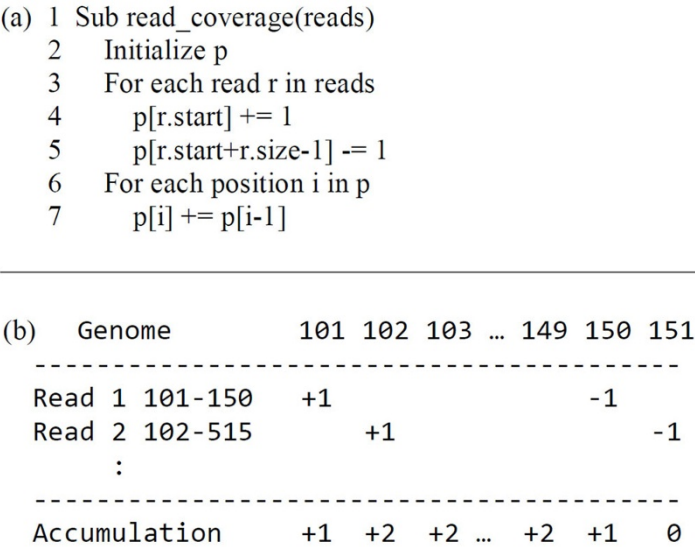 (a) 1 Sub read_coverage(reads)
2 Initialize p
3 For each read r in reads
4 p[r.start] += 1
5 p[r.start+r.size-1] -= 1
6 For each position i in p
7 p[i] += p[i-1]
(b) Genome 101 102 103 … 149 150 151
Read 1 101-150 +1 -1
Read 2 102-515 +1 -1
:
Accumulation +1 +2 +2 … +2 +1 0